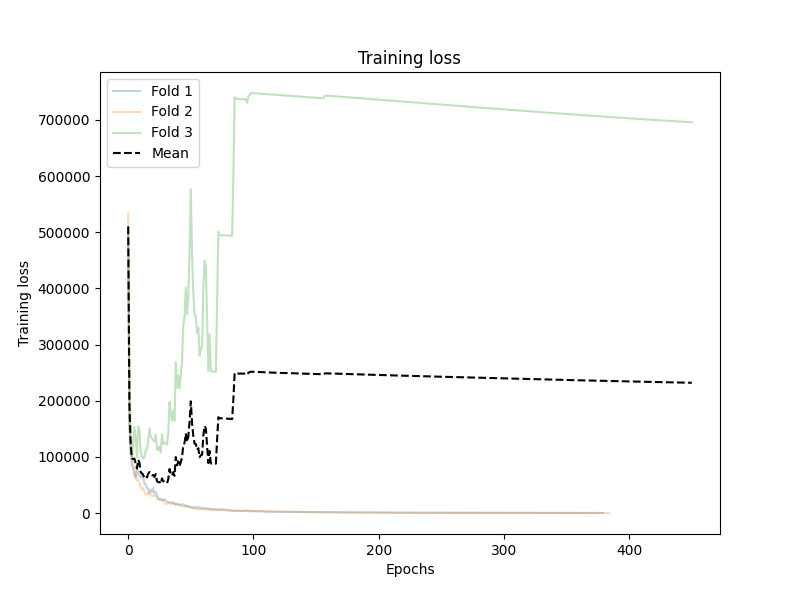 Training loss
Fold 1
Fold 2
Fold 3
Mean
Training loss
700000
600000
500000
400000
300000
200000
100000
0
0 100 200 300 400
Epochs